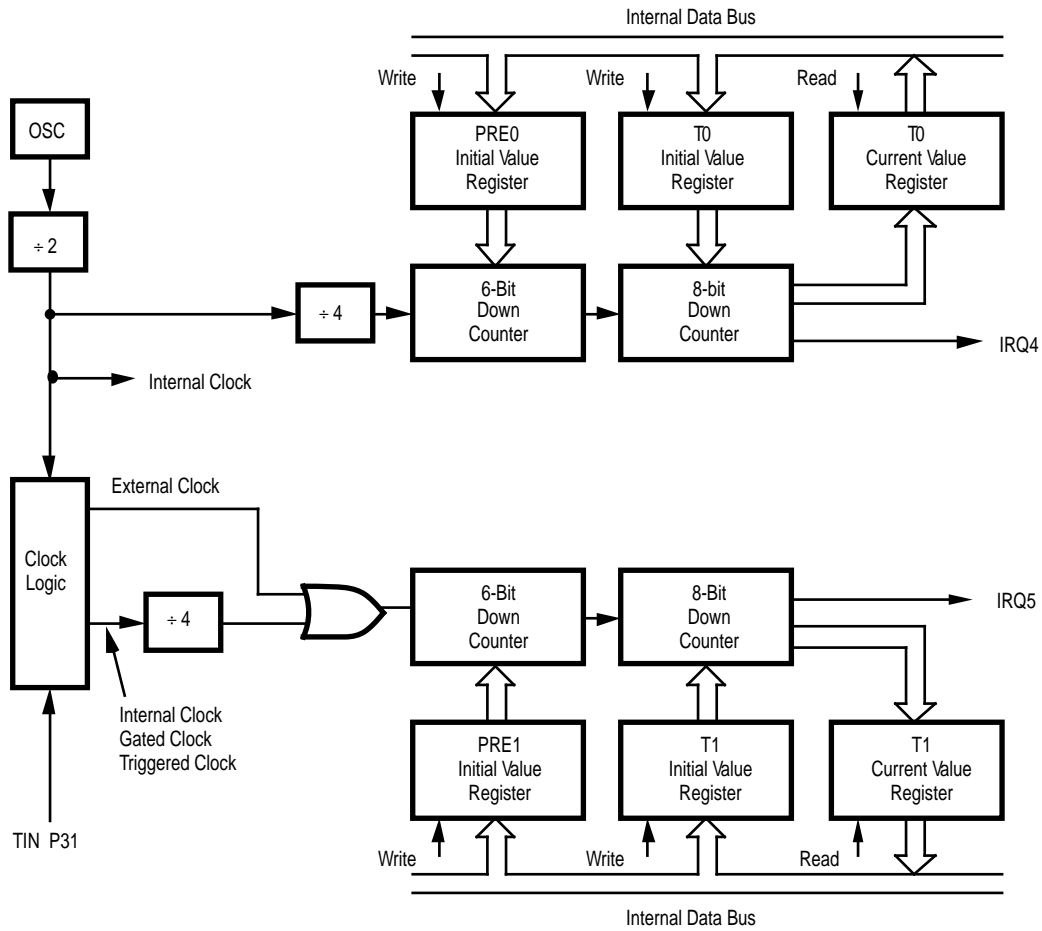 Internal Data Bus
Write
Write
Read
OSC
PRE0
Initial Value
Register
T0
Initial Value
Register
T0
Current Value
Register
÷ 2
÷ 4
6-Bit
Down
Counter
8-bit
Down
Counter
IRQ4
Internal Clock
External Clock
Clock
Logic
÷ 4
6-Bit
Down
Counter
8-Bit
Down
Counter
IRQ5
Internal Clock
Gated Clock
Triggered Clock
PRE1
Initial Value
Register
T1
Initial Value
Register
T1
Current Value
Register
TIN P31
Write
Write
Read
Internal Data Bus